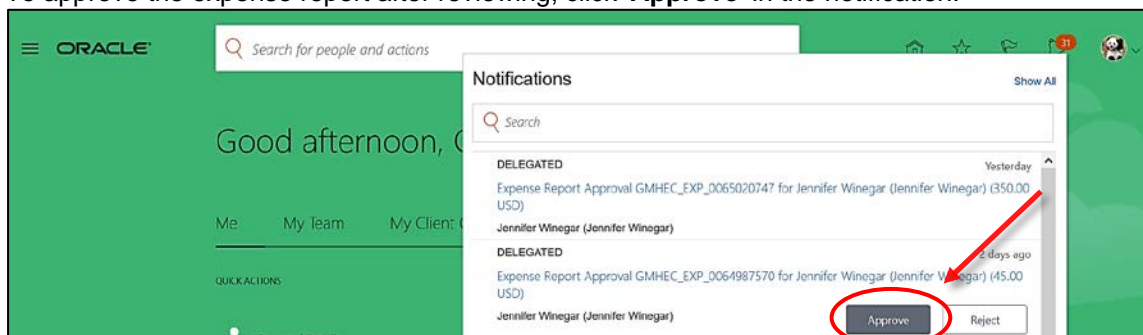 To approve the expense report after reviewing, click "Approve" in the notification.
ORACLE
Search for people and actions
31
Notifications
Show All
Search
Good afternoon,
DELEGATED
Yesterday
Expense Report Approval GMHEC_EXP_0065020747 for Jennifer Winegar (Jennifer Winegar) (350.00
USD)
Me My Team My Client
Jennifer Winegar (Jennifer Winegar)
DELEGATED
2 days ago
Expense Report Approval GMHEC_EXP_0064987570 for Jennifer Winegar (Jennifer Winegar) (45.00
USD)
QUICK ACTIONS
Jennifer Winegar (Jennifer Winegar)
Approve
Reject